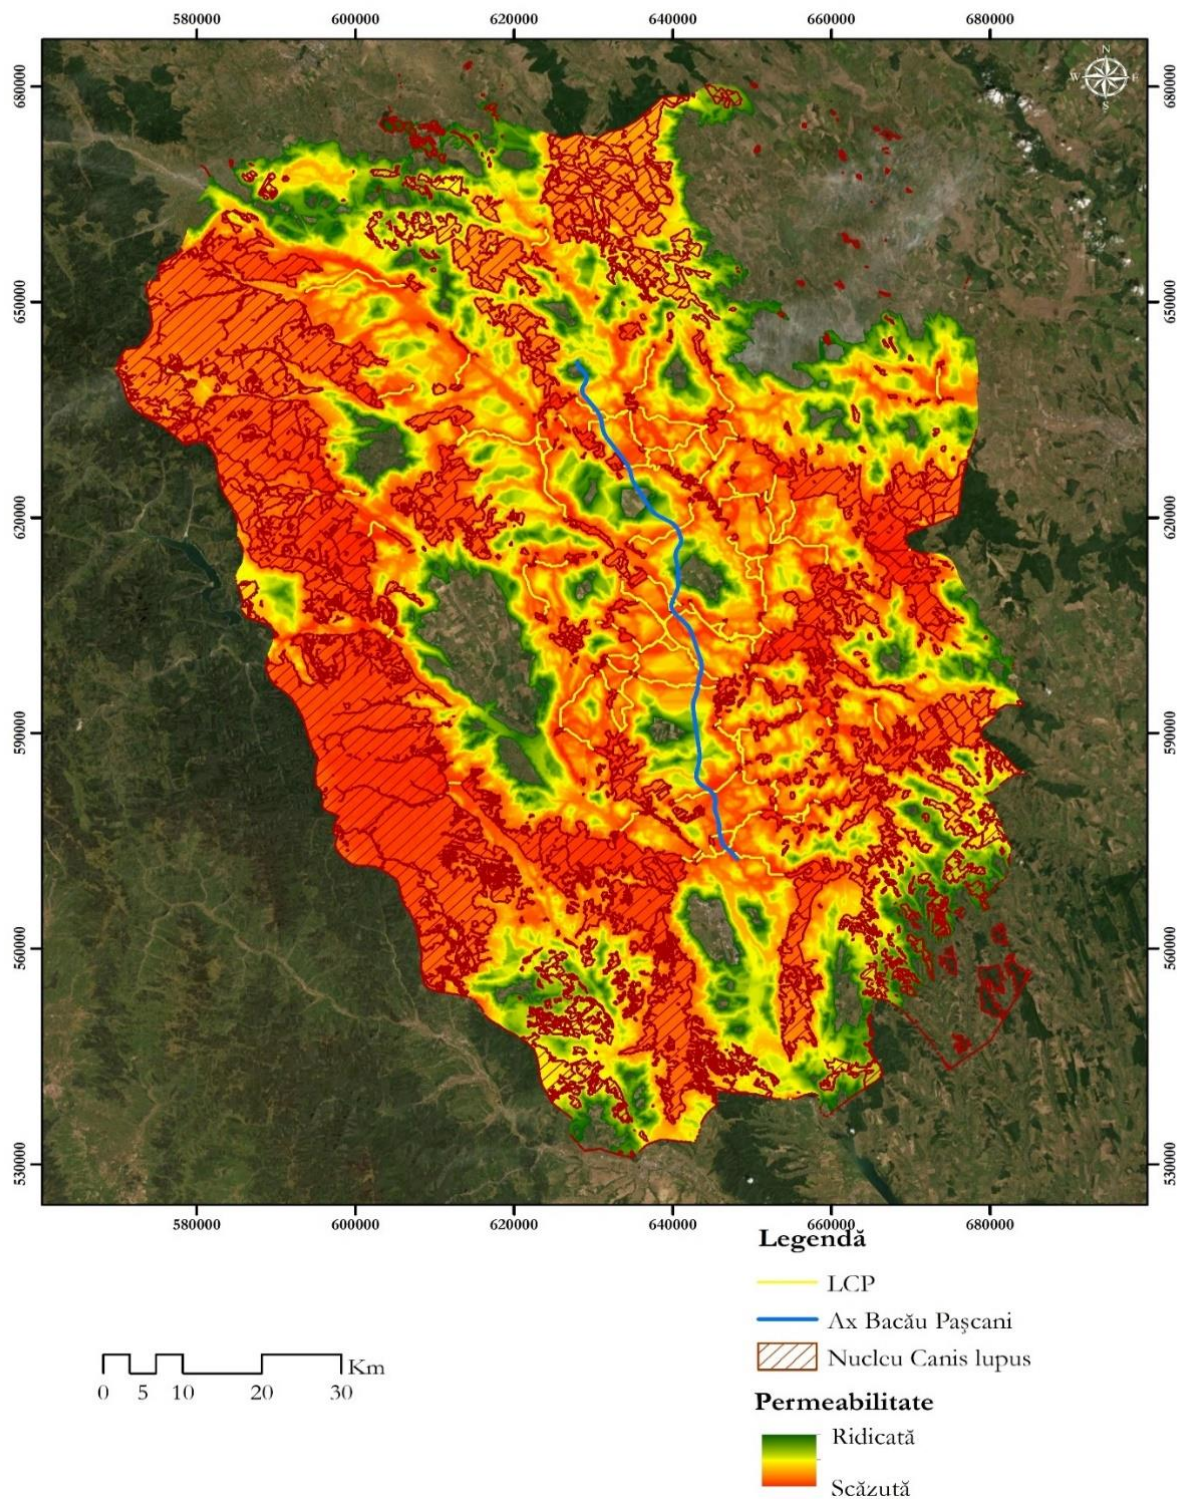 580000 600000 620000 640000 660000 680000
N
W E
S
680000 680000
650000 650000
620000 620000
590000 590000
560000 560000
530000 530000
580000 600000 620000 640000 660000 680000
Legendă
LCP
Ax Bacău Pașcani
Nucleu Canis lupus
Km
0 5 10 20 30
Permeabilitate
Ridicată
Scăzută